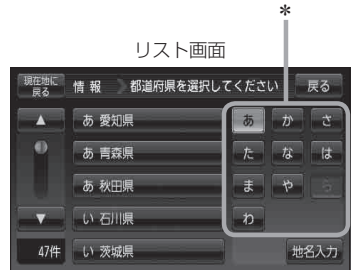 *
リスト画面
現在地に戻る 情報 都道府県を選択してください 戻る
▲ あ 愛知県 あ か さ
あ 青森県 た な は
あ 秋田県 ま や ら
▼ い 石川県 わ
47件 い 茨城県 地名入力